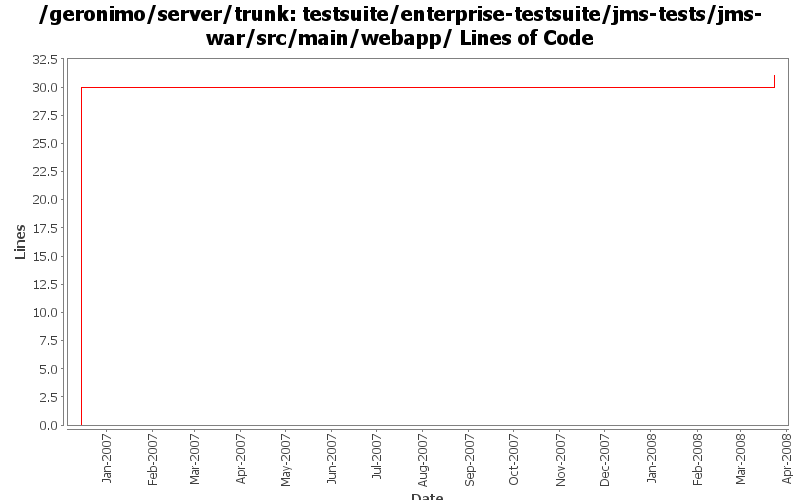 /geronimo/server/trunk: testsuite/enterprise-testsuite/jms-tests/jms-
war/src/main/webapp/ Lines of Code
32.5
30.0
27.5
25.0
22.5
20.0
17.5
15.0
12.5
10.0
7.5
5.0
2.5
0.0
Lines
Jan-2007
Feb-2007
Mar-2007
Apr-2007
May-2007
Jun-2007
Jul-2007
Aug-2007
Sep-2007
Oct-2007
Nov-2007
Dec-2007
Jan-2008
Feb-2008
Mar-2008
Apr-2008
Date